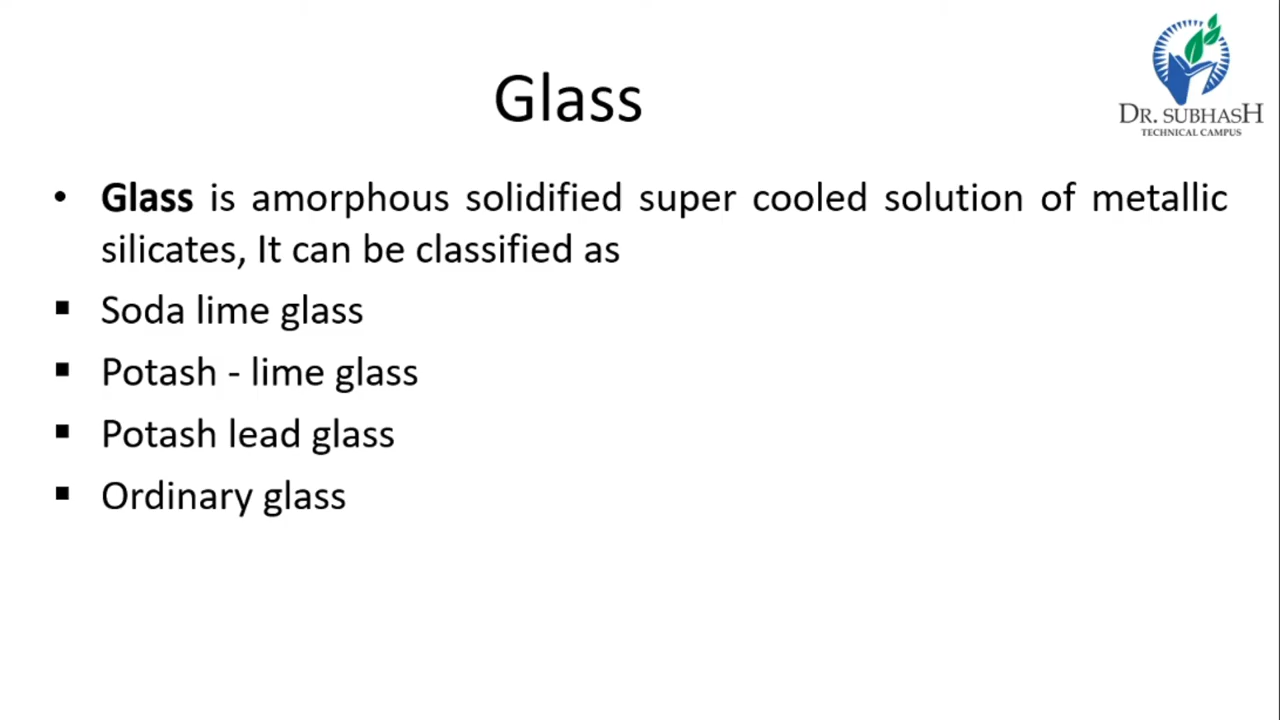 DR. SUBHASH
TECHNICAL CAMPUS
Glass
• Glass is amorphous solidified super cooled solution of metallic
silicates, It can be classified as
▪ Soda lime glass
▪ Potash - lime glass
▪ Potash lead glass
▪ Ordinary glass